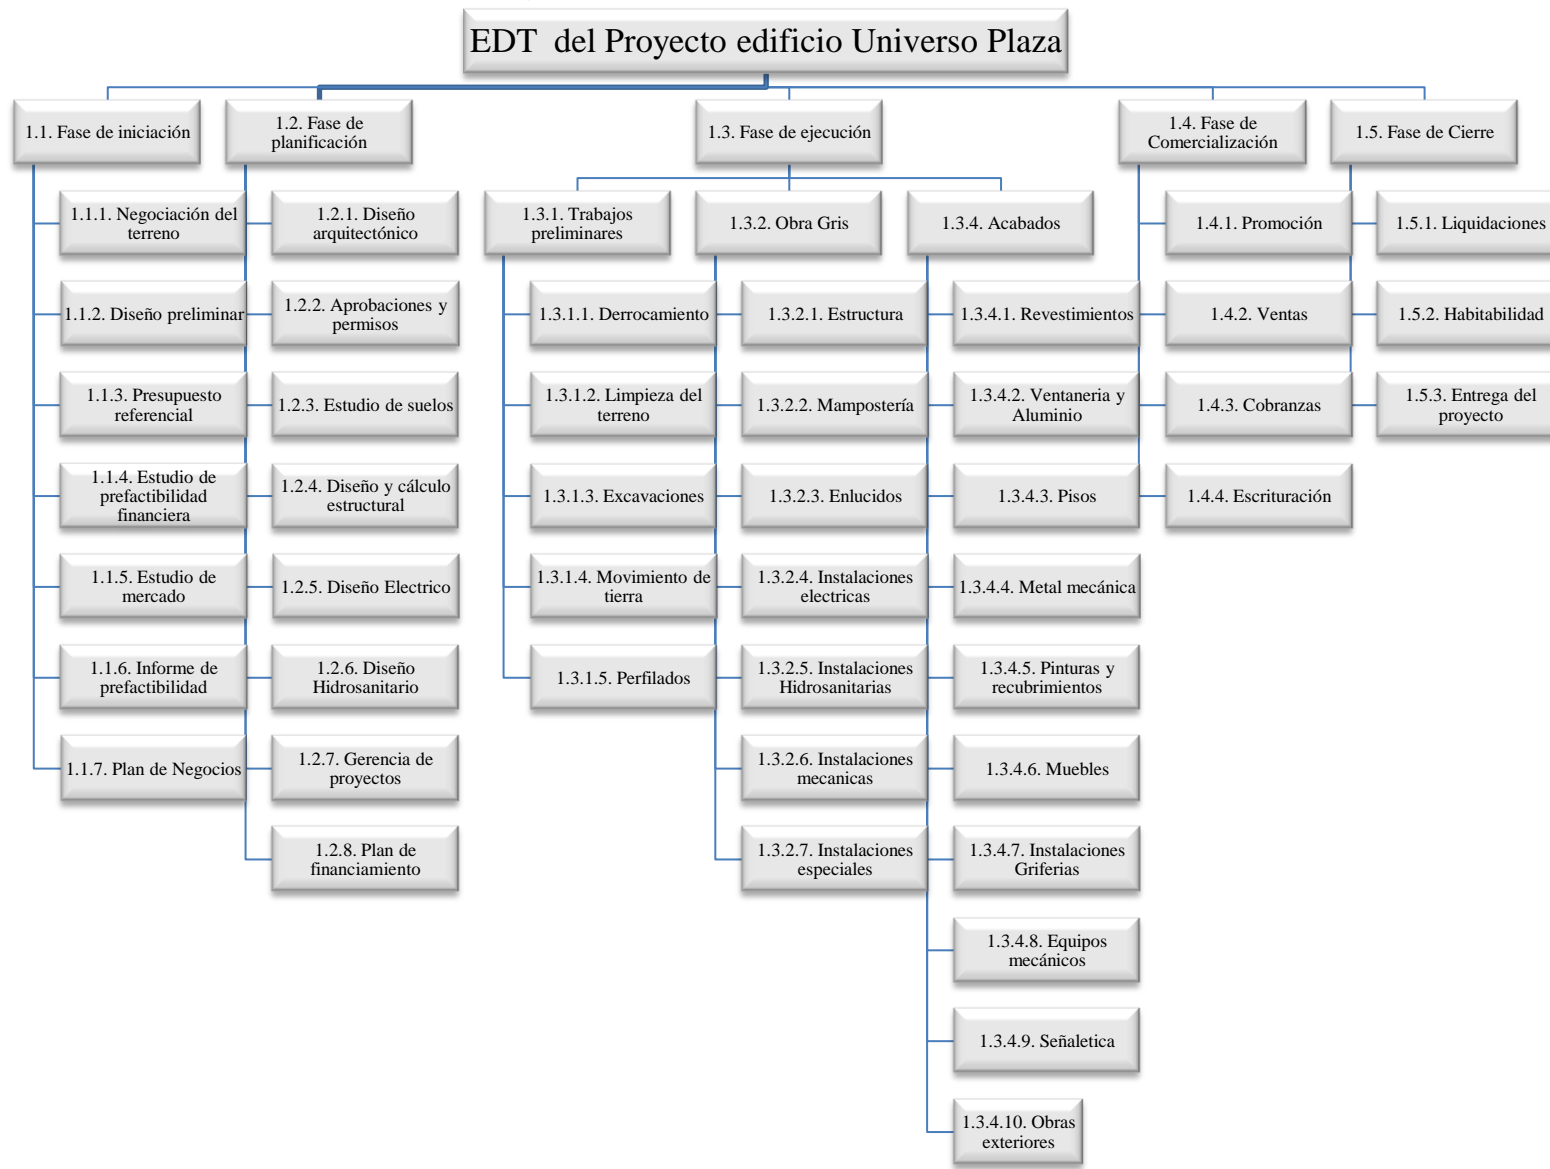 EDT  del Proyecto edificio Universo Plaza
1.1. Fase de iniciación
1.1.1. Negociación del
terreno
1.1.2. Diseño preliminar
1.1.3. Presupuesto
referencial
1.1.4. Estudio de
prefactibilidad
financiera
1.1.5. Estudio de
mercado
1.1.6. Informe de
prefactibilidad
1.1.7. Plan de Negocios
1.2. Fase de
planificación
1.2.1. Diseño
arquitectónico
1.2.2. Aprobaciones y
permisos
1.2.3. Estudio de suelos
1.2.4. Diseño y cálculo
estructural
1.2.5. Diseño Electrico
1.2.6. Diseño
Hidrosanitario
1.2.7. Gerencia de
proyectos
1.2.8. Plan de
financiamiento
1.3. Fase de ejecución
1.3.1. Trabajos
preliminares
1.3.1.1. Derrocamiento
1.3.1.2. Limpieza del
terreno
1.3.1.3. Excavaciones
1.3.1.4. Movimiento de
tierra
1.3.1.5. Perfilados
1.3.2. Obra Gris
1.3.2.1. Estructura
1.3.2.2. Mampostería
1.3.2.3. Enlucidos
1.3.2.4. Instalaciones
electricas
1.3.2.5. Instalaciones
Hidrosanitarias
1.3.2.6. Instalaciones
mecanicas
1.3.2.7. Instalaciones
especiales
1.3.4. Acabados
1.3.4.1. Revestimientos
1.3.4.2. Ventaneria y
Aluminio
1.3.4.3. Pisos
1.3.4.4. Metal mecánica
1.3.4.5. Pinturas y
recubrimientos
1.3.4.6. Muebles
1.3.4.7. Instalaciones
Griferias
1.3.4.8. Equipos
mecánicos
1.3.4.9. Señaletica
1.3.4.10. Obras
exteriores
1.4. Fase de
Comercialización
1.4.1. Promoción
1.4.2. Ventas
1.4.3. Cobranzas
1.4.4. Escrituración
1.5. Fase de Cierre
1.5.1. Liquidaciones
1.5.2. Habitabilidad
1.5.3. Entrega del
proyecto